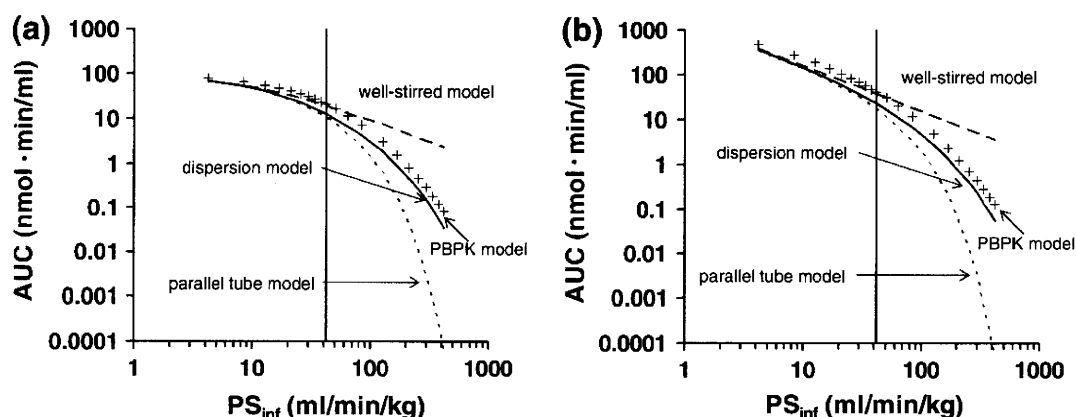 (a)
1000
100
10
1
0.1
0.01
0.001
0.0001
AUC (nmol·min/ml)
well-stirred model
dispersion model
PBPK model
parallel tube model
1
10
100
1000
PSinf (ml/min/kg)
(b)
1000
100
10
1
0.1
0.01
0.001
0.0001
AUC (nmol·min/ml)
well-stirred model
dispersion model
PBPK model
parallel tube model
1
10
100
1000
PSinf (ml/min/kg)